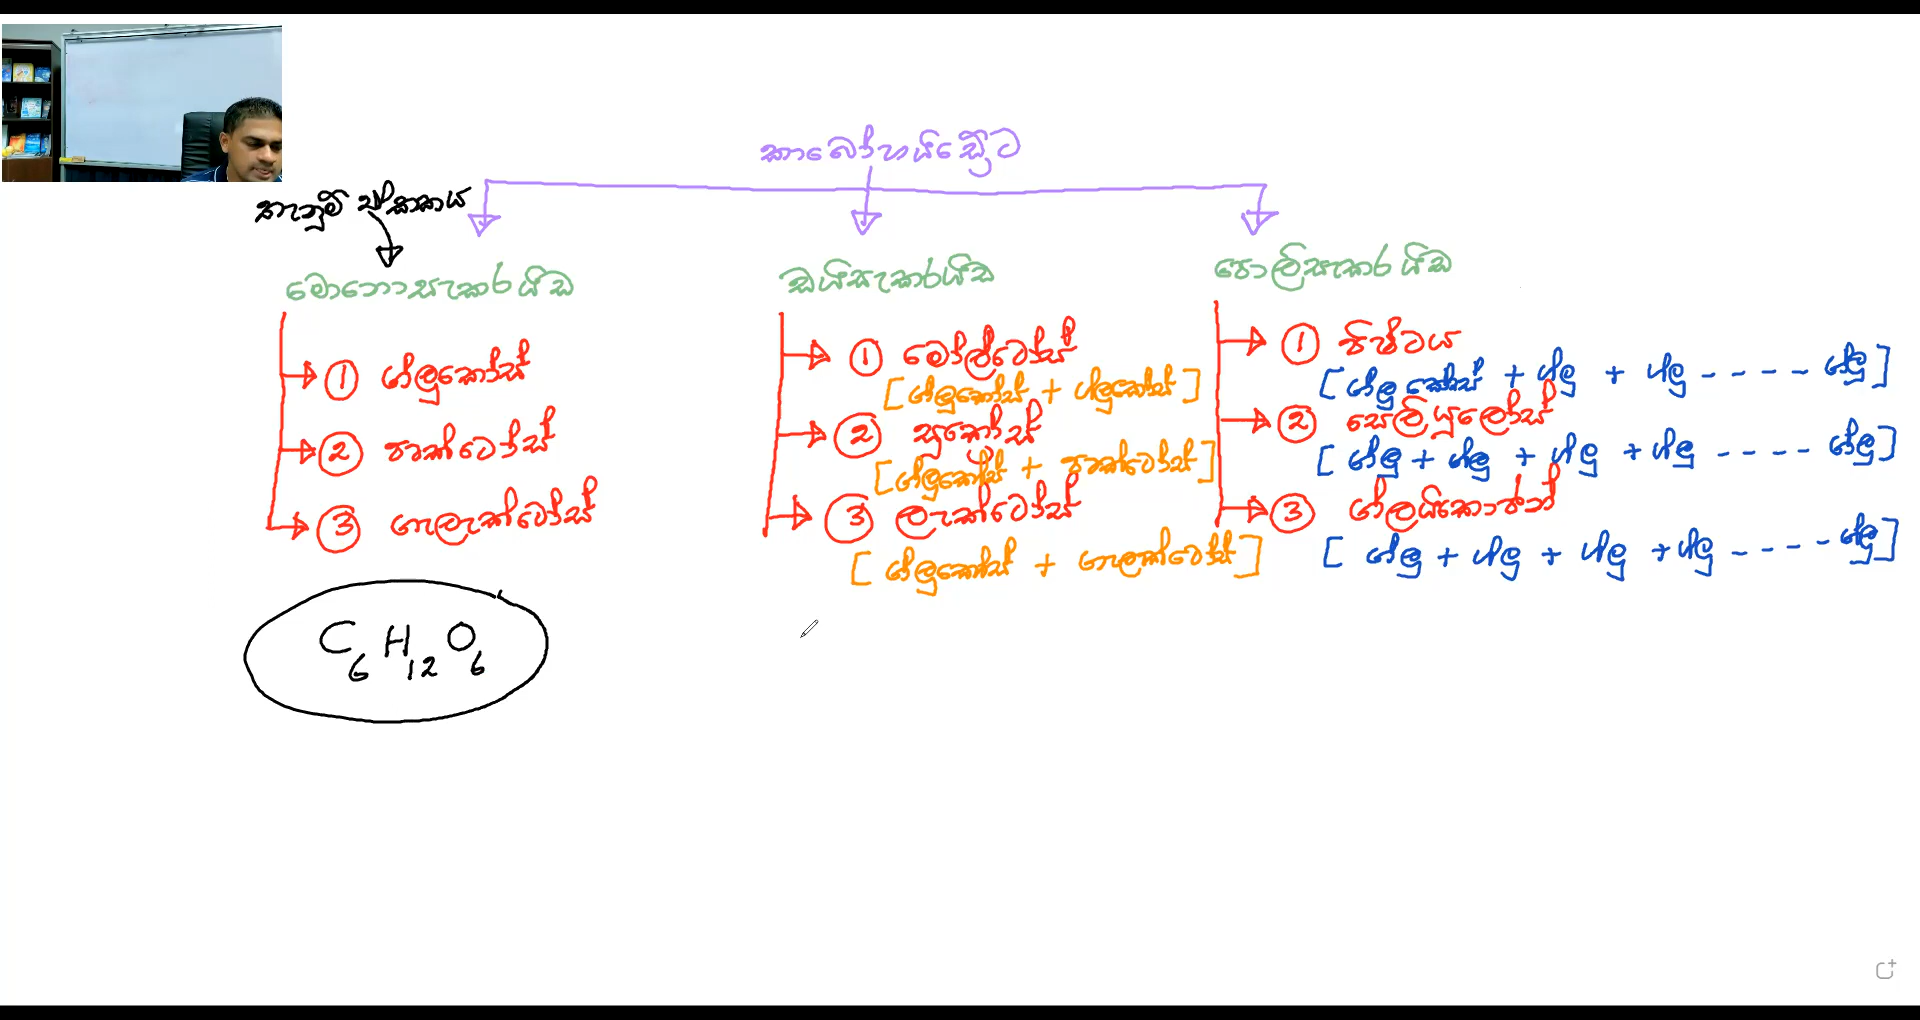 කාබෝහයිඩ්‍රේට
තැනුම් ඒකකය
මොනොසැකරයිඩ
① ග්ලුකෝස්
② ෆෲක්ටෝස්
③ ගැලැක්ටෝස්
C₆H₁₂O₆
ඩයිසැකරයිඩ
① මෝල්ටෝස්
[ග්ලුකෝස් + ග්ලුකෝස්]
② සුක්‍රෝස්
[ග්ලුකෝස් + ෆෲක්ටෝස්]
③ ලැක්ටෝස්
[ග්ලුකෝස් + ගැලක්ටෝස්]
පොලිසැකරයිඩ
① පිෂ්ටය
[ග්ලුකෝස් + ග්ලු + ග්ලු - - - - ග්ලු]
② සෙලියුලෝස්
[ග්ලු + ග්ලු + ග්ලු + ග්ලු - - - - ග්ලු]
③ ග්ලයිකොජන්
[ග්ලු + ග්ලු + ග්ලු + ග්ලු - - - - ග්ලු]